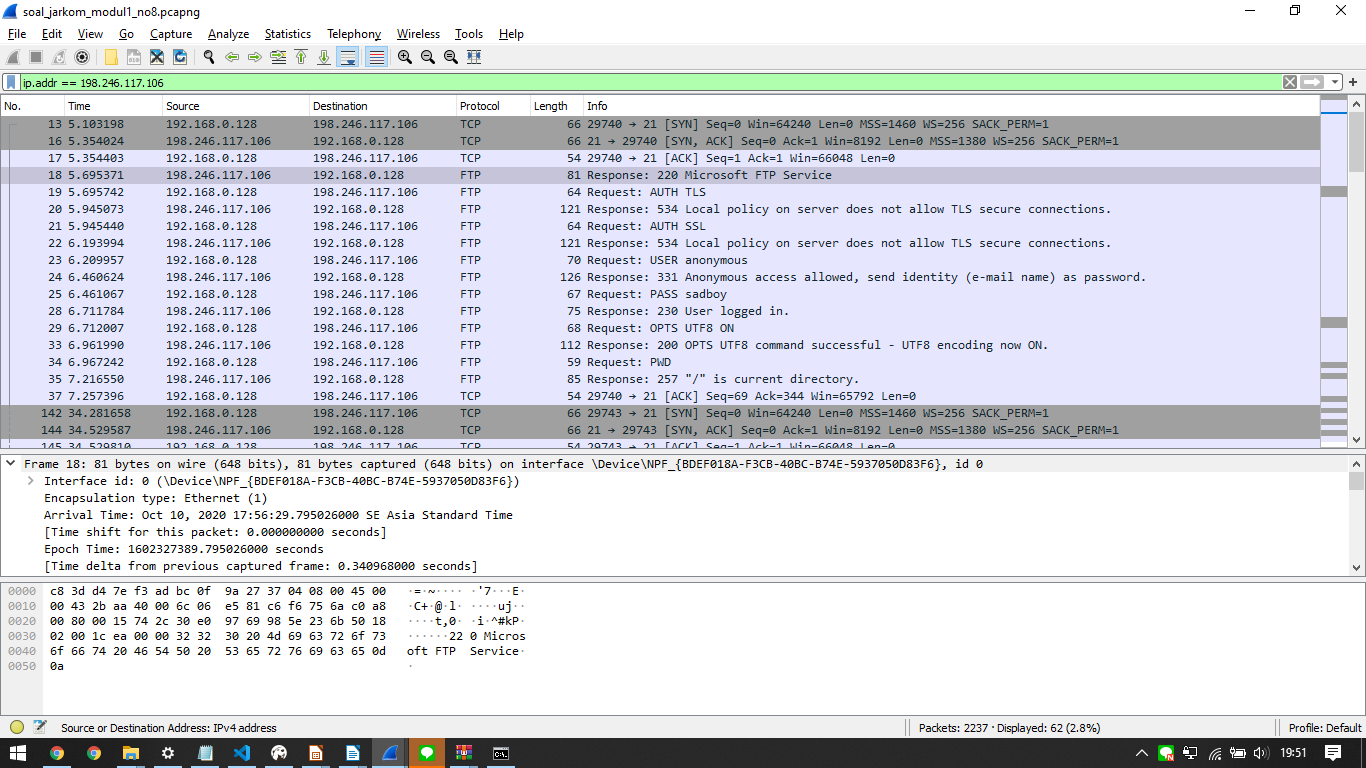 soal_jarkom_modul1_no8.pcapng
File Edit View Go Capture Analyze Statistics Telephony Wireless Tools Help
ip.addr == 198.246.117.106
No. Time Source Destination Protocol Length Info
13 5.103198 192.168.0.128 198.246.117.106 TCP 66 29740 → 21 [SYN] Seq=0 Win=64240 Len=0 MSS=1460 WS=256 SACK_PERM=1
16 5.354024 198.246.117.106 192.168.0.128 TCP 66 21 → 29740 [SYN, ACK] Seq=0 Ack=1 Win=8192 Len=0 MSS=1380 WS=256 SACK_PERM=1
17 5.354403 192.168.0.128 198.246.117.106 TCP 54 29740 → 21 [ACK] Seq=1 Ack=1 Win=66048 Len=0
18 5.695371 198.246.117.106 192.168.0.128 FTP 81 Response: 220 Microsoft FTP Service
19 5.695742 192.168.0.128 198.246.117.106 FTP 64 Request: AUTH TLS
20 5.945073 198.246.117.106 192.168.0.128 FTP 121 Response: 534 Local policy on server does not allow TLS secure connections.
21 5.945440 192.168.0.128 198.246.117.106 FTP 64 Request: AUTH SSL
22 6.193994 198.246.117.106 192.168.0.128 FTP 121 Response: 534 Local policy on server does not allow TLS secure connections.
23 6.209957 192.168.0.128 198.246.117.106 FTP 70 Request: USER anonymous
24 6.460624 198.246.117.106 192.168.0.128 FTP 126 Response: 331 Anonymous access allowed, send identity (e-mail name) as password.
25 6.461067 192.168.0.128 198.246.117.106 FTP 67 Request: PASS sadboy
28 6.711784 198.246.117.106 192.168.0.128 FTP 75 Response: 230 User logged in.
29 6.712007 192.168.0.128 198.246.117.106 FTP 68 Request: OPTS UTF8 ON
33 6.961990 198.246.117.106 192.168.0.128 FTP 112 Response: 200 OPTS UTF8 command successful - UTF8 encoding now ON.
34 6.967242 192.168.0.128 198.246.117.106 FTP 59 Request: PWD
35 7.216550 198.246.117.106 192.168.0.128 FTP 85 Response: 257 "/" is current directory.
37 7.257396 192.168.0.128 198.246.117.106 TCP 54 29740 → 21 [ACK] Seq=69 Ack=344 Win=65792 Len=0
142 34.281658 192.168.0.128 198.246.117.106 TCP 66 29743 → 21 [SYN] Seq=0 Win=64240 Len=0 MSS=1460 WS=256 SACK_PERM=1
144 34.529587 198.246.117.106 192.168.0.128 TCP 66 21 → 29743 [SYN, ACK] Seq=0 Ack=1 Win=8192 Len=0 MSS=1380 WS=256 SACK_PERM=1
145 34.529810 192.168.0.128 198.246.117.106 TCP 54 29743 → 21 [ACK] Seq=1 Ack=1 Win=66048 Len=0
Frame 18: 81 bytes on wire (648 bits), 81 bytes captured (648 bits) on interface \Device\NPF_{BDEF018A-F3CB-40BC-B74E-5937050D83F6}, id 0
Interface id: 0 (\Device\NPF_{BDEF018A-F3CB-40BC-B74E-5937050D83F6})
Encapsulation type: Ethernet (1)
Arrival Time: Oct 10, 2020 17:56:29.795026000 SE Asia Standard Time
[Time shift for this packet: 0.000000000 seconds]
Epoch Time: 1602327389.795026000 seconds
[Time delta from previous captured frame: 0.340968000 seconds]
0000 c8 3d d4 7e f3 ad bc 0f 9a 27 37 04 08 00 45 00 ·=·~···· ·'7···E·
0010 00 43 2b aa 40 00 6c 06 e5 81 c6 f6 75 6a c0 a8 ·C+·@·l· ····uj··
0020 00 80 00 15 74 2c 30 e0 97 69 98 5e 23 6b 50 18 ····t,0· ·i·^#kP·
0030 02 00 1c ea 00 00 32 32 30 20 4d 69 63 72 6f 73 ······22 0 Micros
0040 6f 66 74 20 46 54 50 20 53 65 72 76 69 63 65 0d oft FTP Service·
0050 0a ·
Source or Destination Address: IPv4 address Packets: 2237 · Displayed: 62 (2.8%) Profile: Default
19:51